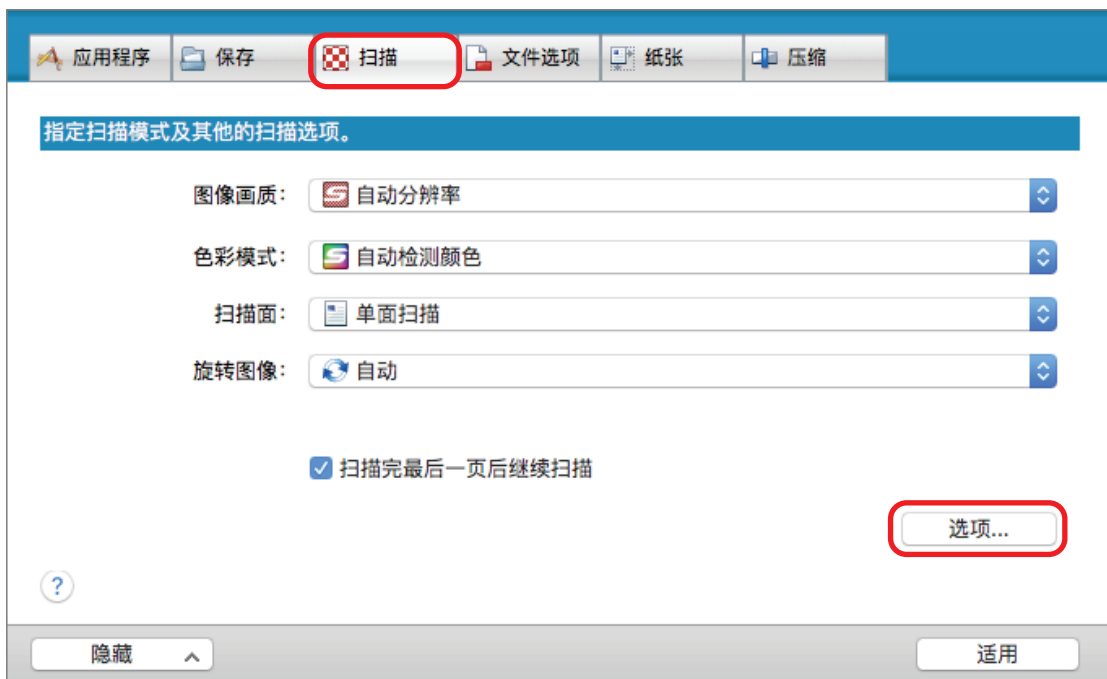 应用程序 保存 扫描 文件选项 纸张 压缩
指定扫描模式及其他的扫描选项。
图像画质: 自动分辨率
色彩模式: 自动检测颜色
扫描面: 单面扫描
旋转图像: 自动
扫描完最后一页后继续扫描
选项...
?
隐藏 适用